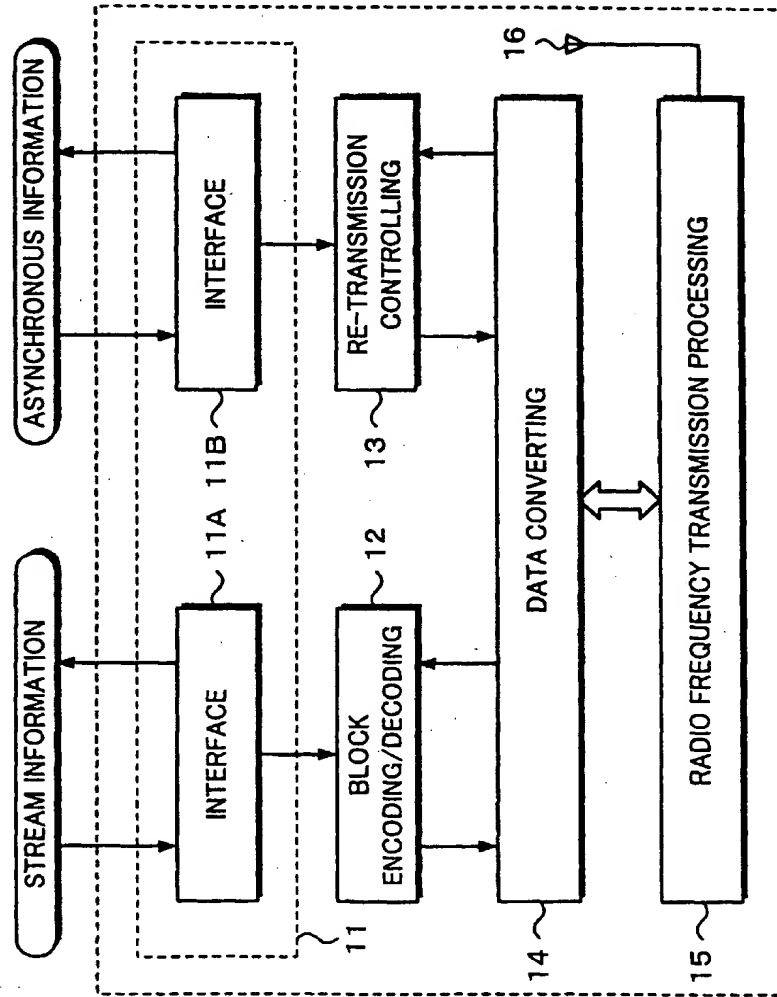 STREAM INFORMATION
ASYNCHRONOUS INFORMATION
INTERFACE
11A
INTERFACE
11B
11
BLOCK
ENCODING/DECODING
12
RE-TRANSMISSION
CONTROLLING
13
DATA CONVERTING
14
16
RADIO FREQUENCY TRANSMISSION PROCESSING
15